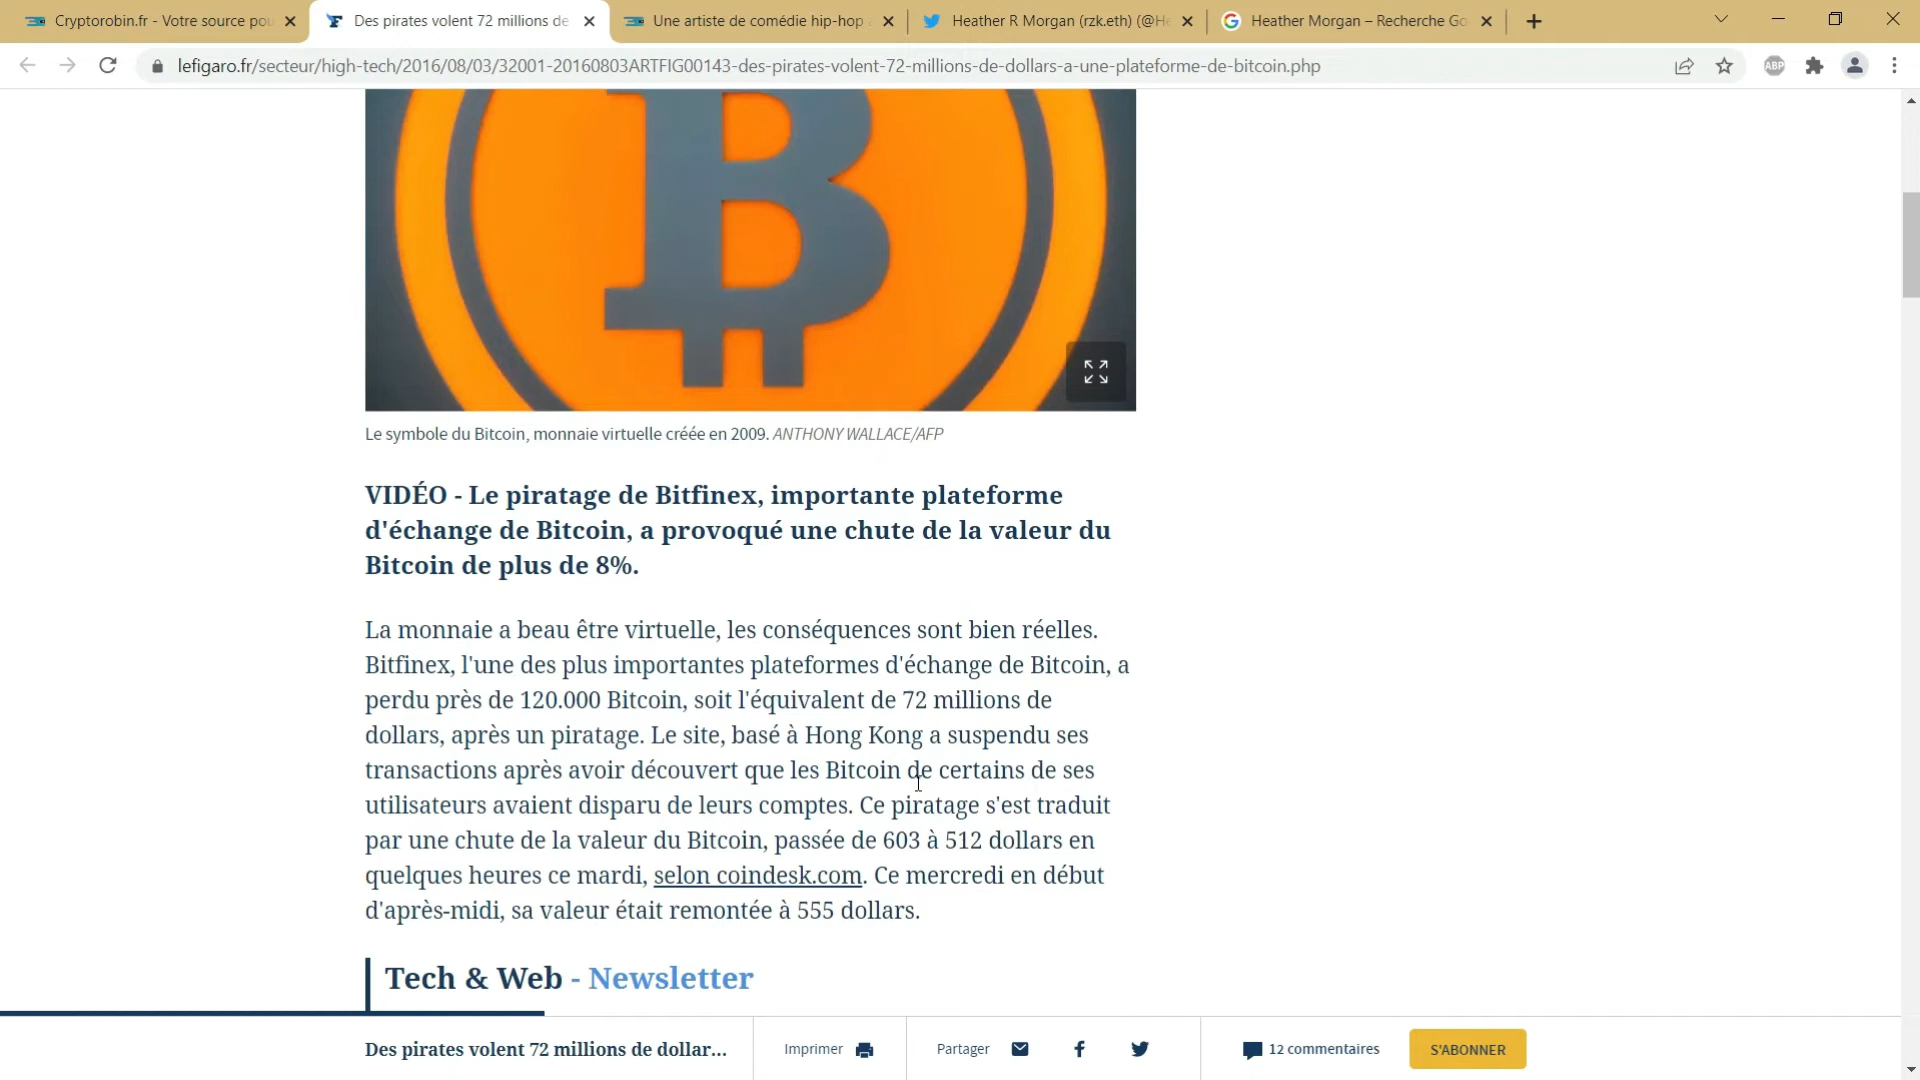 Cryptorobin.fr - Votre source pou
Des pirates volent 72 millions de
Une artiste de comédie hip-hop
Heather R Morgan (rzk.eth) (@He
Heather Morgan – Recherche Go
lefigaro.fr/secteur/high-tech/2016/08/03/32001-20160803ARTFIG00143-des-pirates-volent-72-millions-de-dollars-a-une-plateforme-de-bitcoin.php
ABP
Le symbole du Bitcoin, monnaie virtuelle créée en 2009. ANTHONY WALLACE/AFP
VIDÉO - Le piratage de Bitfinex, importante plateforme
d'échange de Bitcoin, a provoqué une chute de la valeur du
Bitcoin de plus de 8%.
La monnaie a beau être virtuelle, les conséquences sont bien réelles.
Bitfinex, l'une des plus importantes plateformes d'échange de Bitcoin, a
perdu près de 120.000 Bitcoin, soit l'équivalent de 72 millions de
dollars, après un piratage. Le site, basé à Hong Kong a suspendu ses
transactions après avoir découvert que les Bitcoin de certains de ses
utilisateurs avaient disparu de leurs comptes. Ce piratage s'est traduit
par une chute de la valeur du Bitcoin, passée de 603 à 512 dollars en
quelques heures ce mardi, selon coindesk.com. Ce mercredi en début
d'après-midi, sa valeur était remontée à 555 dollars.
Tech & Web - Newsletter
Des pirates volent 72 millions de dollar...
Imprimer
Partager
12 commentaires
S'ABONNER